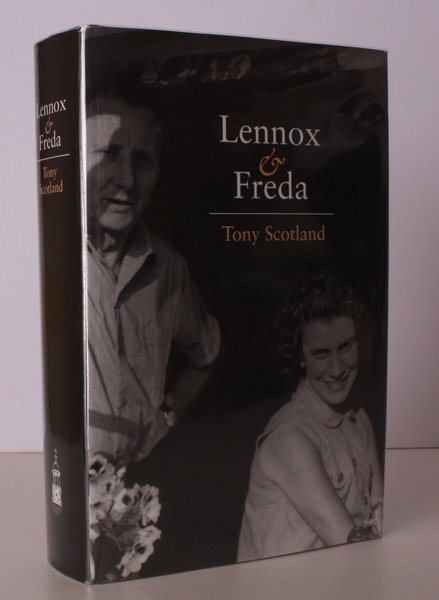 Lennox
&
Freda
Tony
Scotland
Lennox
&
Freda
Tony Scotland